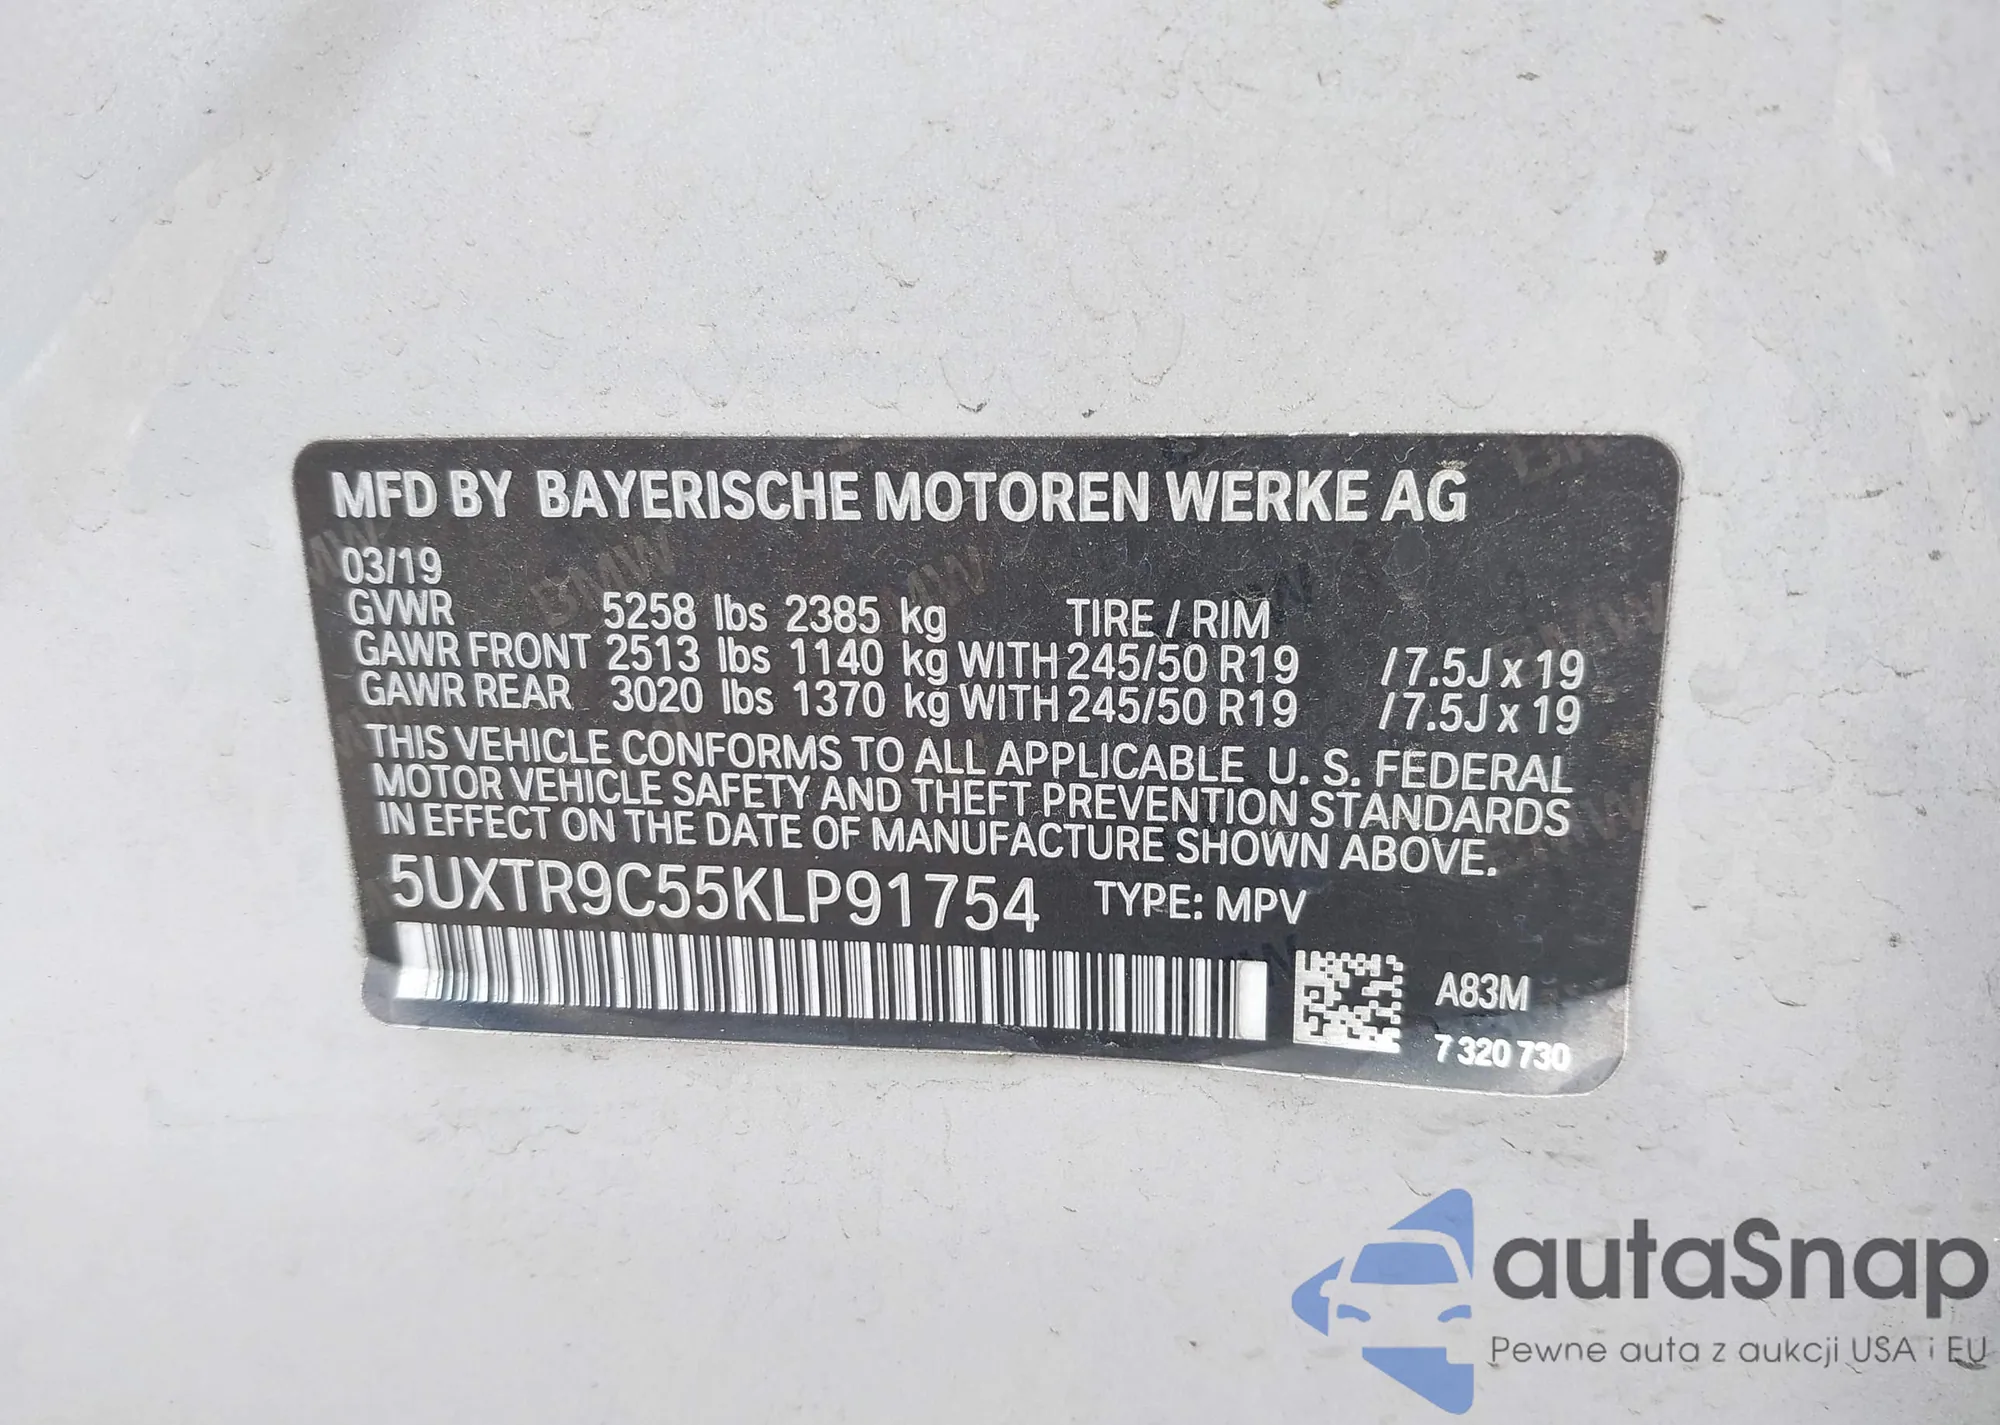 MFD BY BAYERISCHE MOTOREN WERKE AG
03/19
GVWR 5258 lbs 2385 kg TIRE / RIM
GAWR FRONT 2513 lbs 1140 kg WITH 245/50 R19 / 7.5J x 19
GAWR REAR 3020 lbs 1370 kg WITH 245/50 R19 / 7.5J x 19
THIS VEHICLE CONFORMS TO ALL APPLICABLE U. S. FEDERAL
MOTOR VEHICLE SAFETY AND THEFT PREVENTION STANDARDS
IN EFFECT ON THE DATE OF MANUFACTURE SHOWN ABOVE.
5UXTR9C55KLP91754 TYPE: MPV
A83M
7 320 730
autaSnap
Pewne auta z aukcji USA i EU